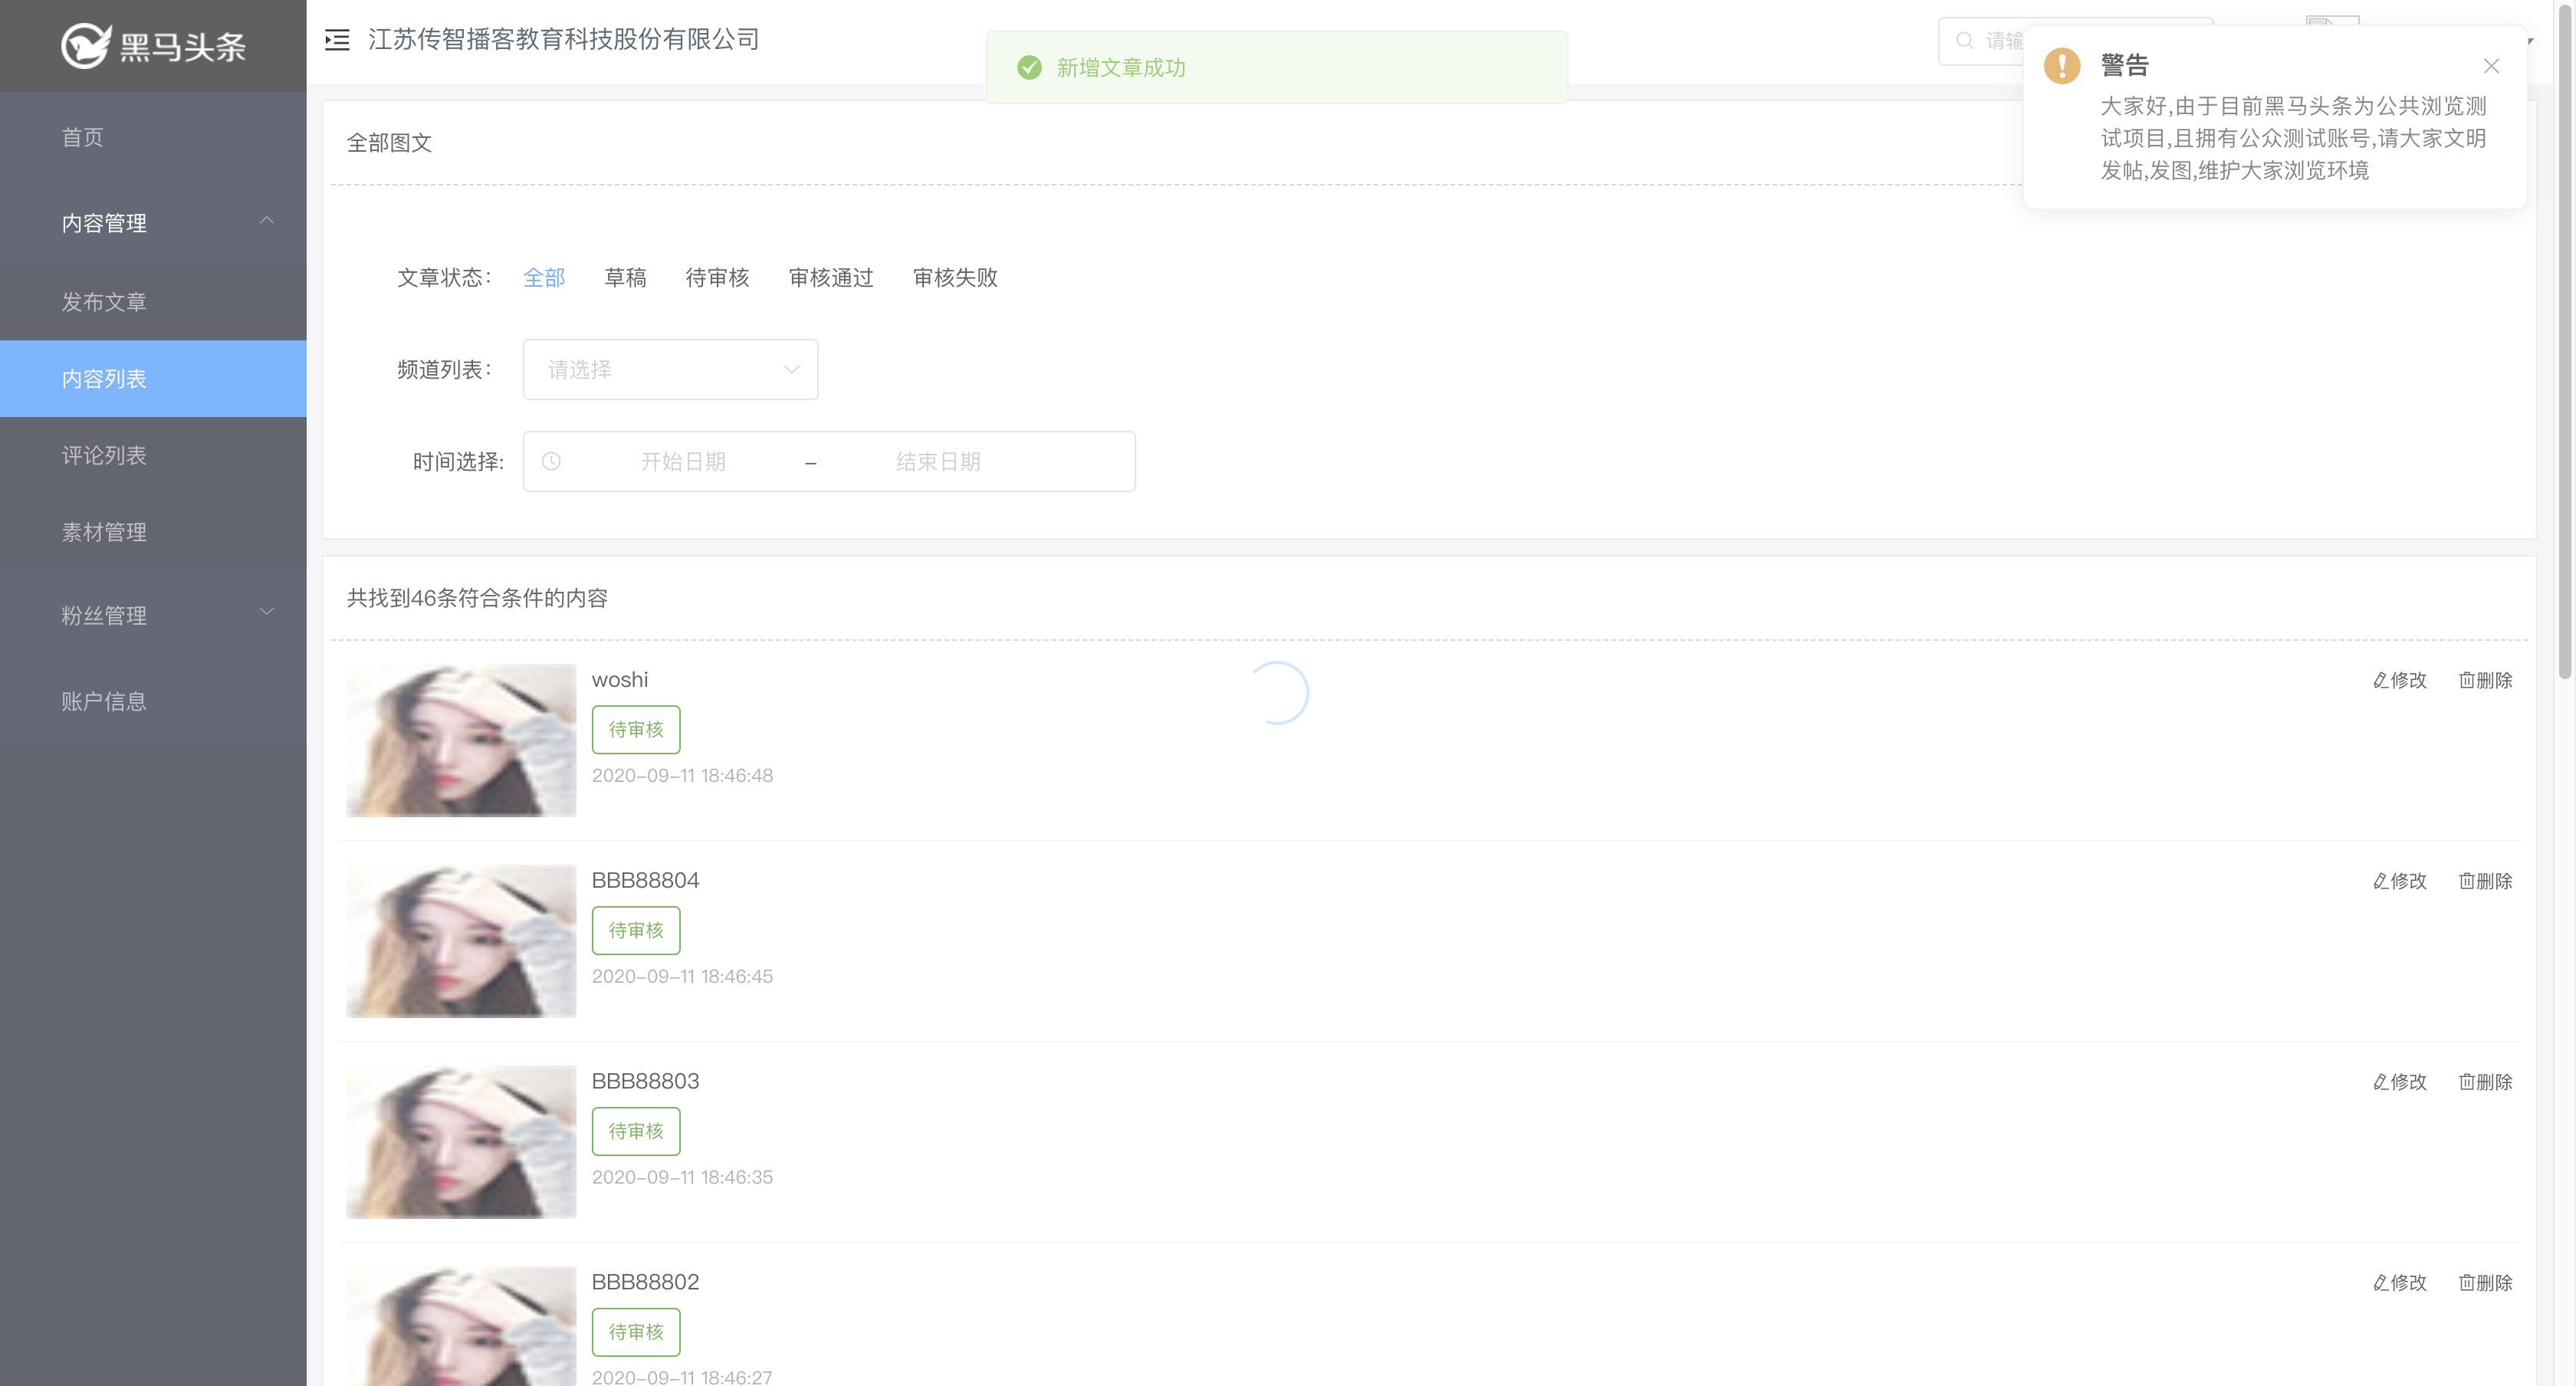 黑马头条
首页
内容管理
发布文章
内容列表
评论列表
素材管理
粉丝管理
账户信息
江苏传智播客教育科技股份有限公司
新增文章成功
请输
警告
大家好,由于目前黑马头条为公共浏览测
试项目,且拥有公众测试账号,请大家文明
发帖,发图,维护大家浏览环境
全部图文
文章状态: 全部 草稿 待审核 审核通过 审核失败
频道列表: 请选择
时间选择: 开始日期 – 结束日期
共找到46条符合条件的内容
woshi 修改 删除
待审核
2020-09-11 18:46:48
BBB88804 修改 删除
待审核
2020-09-11 18:46:45
BBB88803 修改 删除
待审核
2020-09-11 18:46:35
BBB88802 修改 删除
待审核
2020-09-11 18:46:27